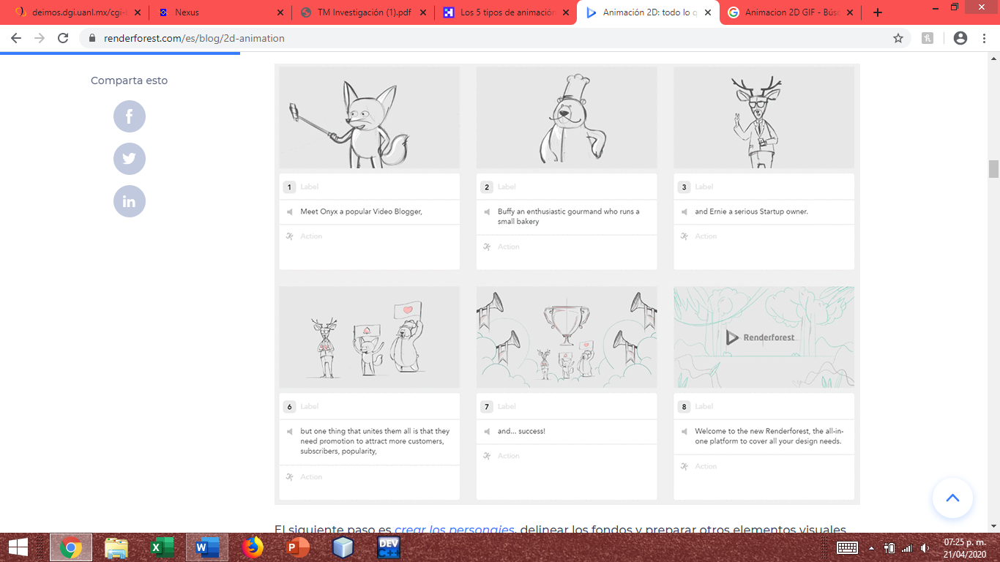 deimos.dgi.uanl.mx/cgi-
Nexus
TM Investigación (1).pdf
Los 5 tipos de animación
Animación 2D: todo lo q
Animacion 2D GIF - Bús
renderforest.com/es/blog/2d-animation
Comparta esto
1 Label
Meet Onyx a popular Video Blogger,
Action
2 Label
Buffy an enthusiastic gourmand who runs a
small bakery
Action
3 Label
and Ernie a serious Startup owner.
Action
Renderforest
6 Label
but one thing that unites them all is that they
need promotion to attract more customers,
subscribers, popularity,
Action
7 Label
and... success!
Action
8 Label
Welcome to the new Renderforest, the all-in-
one platform to cover all your design needs.
Action
El siguiente paso es crear los personajes, delinear los fondos y preparar otros elementos visuales
DEV
C++
07:25 p. m.
21/04/2020